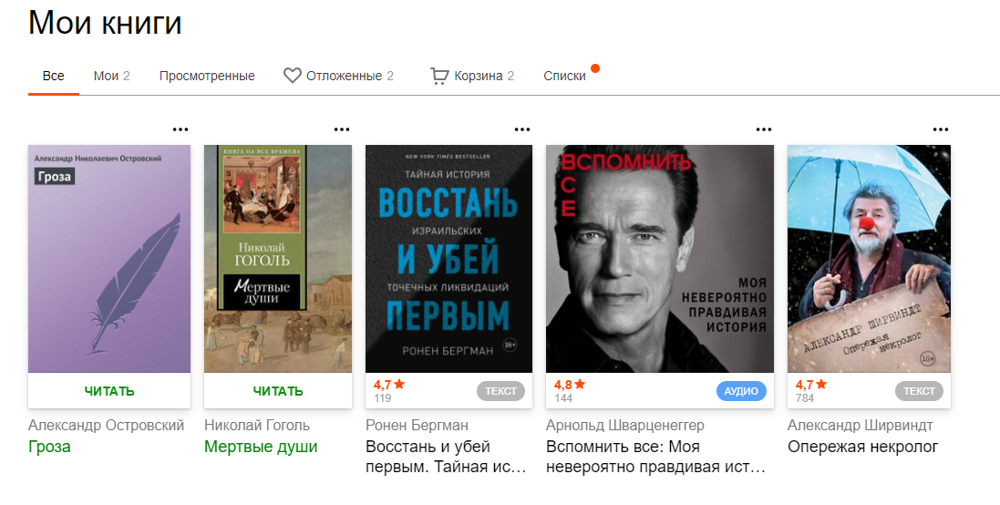 Мои книги
Все
Мои 2
Просмотренные
Отложенные 2
Корзина 2
Списки
Александр Николаевич Островский
Гроза
ЧИТАТЬ
Александр Островский
Гроза
КНИГА НА ВСЕ ВРЕМЕНА
Николай
ГОГОЛЬ
Мертвые
души
ЧИТАТЬ
Николай Гоголь
Мертвые души
NEW YORK TIMES BESTSELLER
ТАЙНАЯ ИСТОРИЯ
ВОССТАНЬ
ИЗРАИЛЬСКИХ
И УБЕЙ
ТОЧЕЧНЫХ ЛИКВИДАЦИЙ
ПЕРВЫМ
РОНЕН БЕРГМАН
18+
4,7
119
ТЕКСТ
Ронен Бергман
Восстань и убей
первым. Тайная ис…
ВСПОМНИТЬ
ВСЕ
МОЯ
НЕВЕРОЯТНО
ПРАВДИВАЯ
ИСТОРИЯ
4,8
144
АУДИО
Арнольд Шварценеггер
Вспомнить все: Моя
невероятно правдивая ист…
АЛЕКСАНДР ШИРВИНДТ
Опережая
некролог
18+
4,7
784
ТЕКСТ
Александр Ширвиндт
Опережая некролог